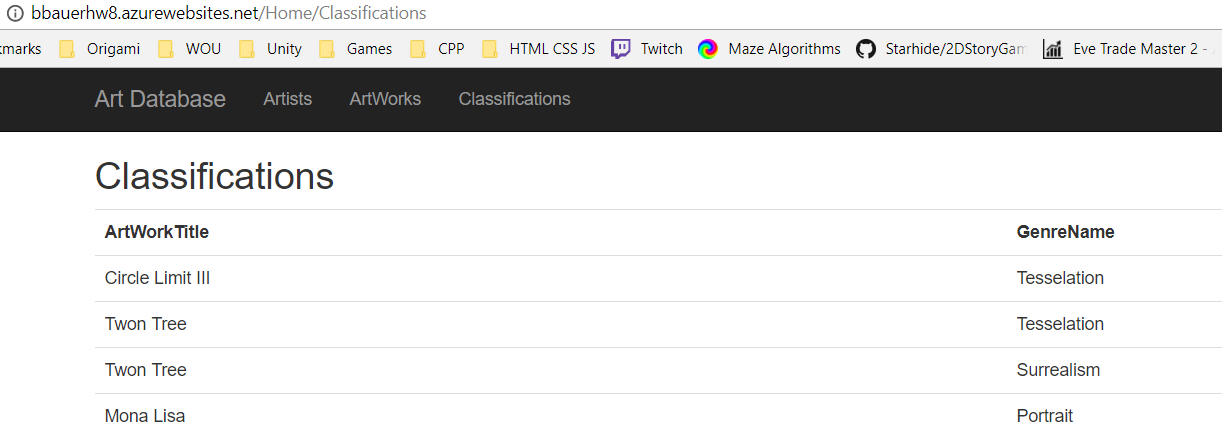 bbauerhw8.azurewebsites.net/Home/Classifications
kmarks Origami WOU Unity Games CPP HTML CSS JS Twitch Maze Algorithms Starhide/2DStoryGam Eve Trade Master 2 -
Art Database Artists ArtWorks Classifications
Classifications
ArtWorkTitle GenreName
Circle Limit III Tesselation
Twon Tree Tesselation
Twon Tree Surrealism
Mona Lisa Portrait